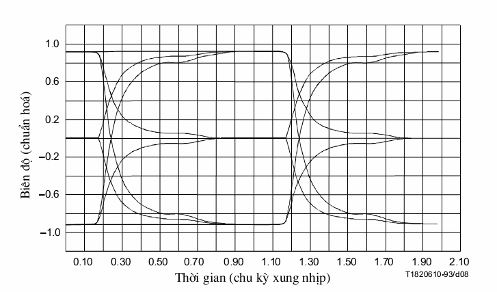 1.0
0.6
0.2
−0.2
−0.6
−1.0
Biên độ (chuẩn hoá)
0.10 0.30 0.50 0.70 0.90 1.10 1.30 1.50 1.70 1.90 2.10
Thời gian (chu kỳ xung nhịp)
T1820610-93/d08